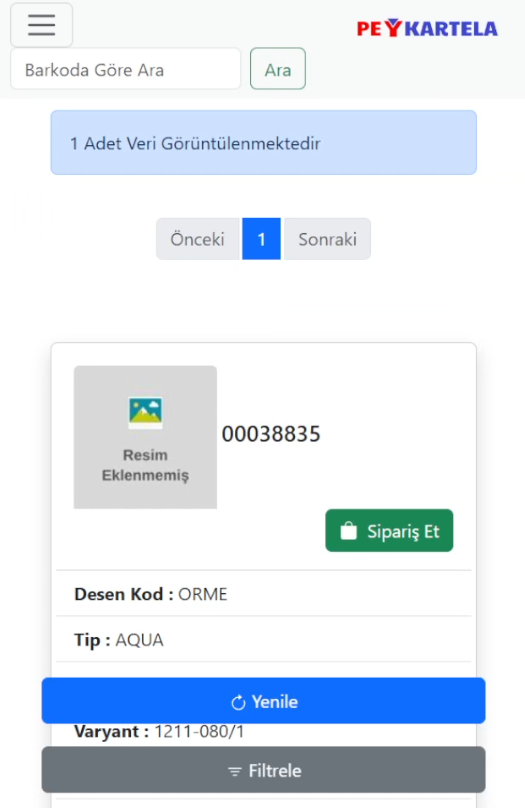 PEYKARTELA
Barkoda Göre Ara
Ara
1 Adet Veri Görüntülenmektedir
Önceki
1
Sonraki
Resim
Eklenmemiş
00038835
Sipariş Et
Desen Kod : ORME
Tip : AQUA
Yenile
Varyant : 1211-080/1
Filtrele